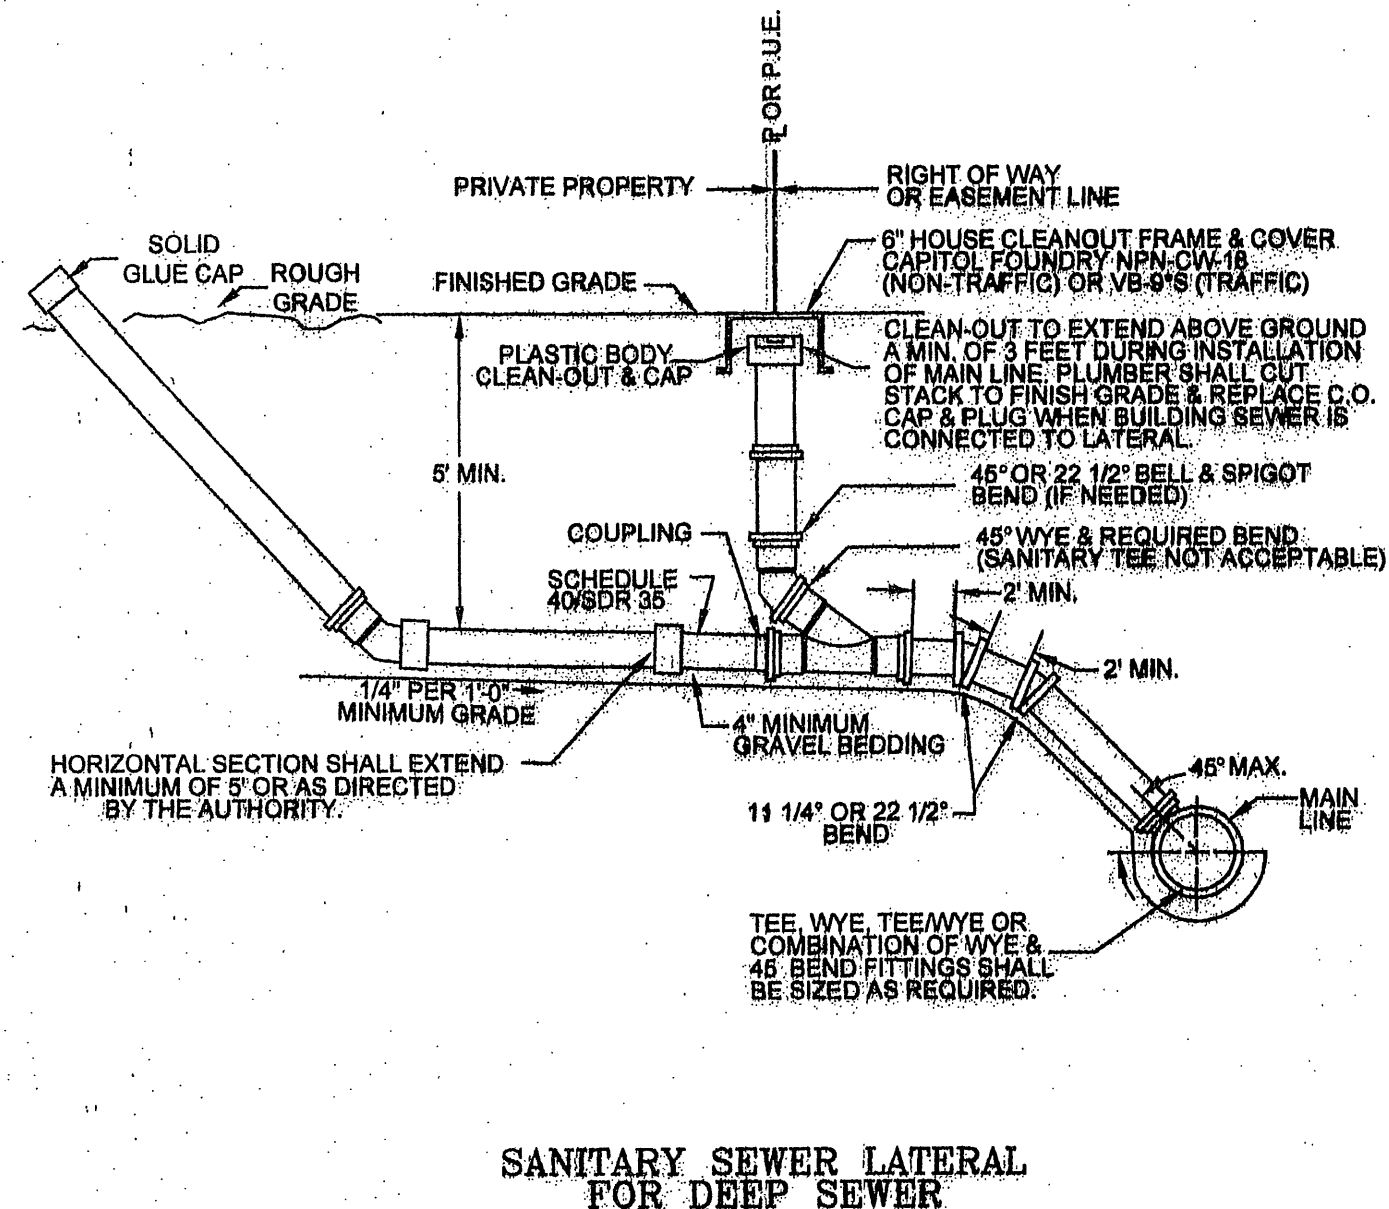 P̲L OR P.U.E.
PRIVATE PROPERTY
RIGHT OF WAY
OR EASEMENT LINE
SOLID
GLUE CAP
ROUGH
GRADE
FINISHED GRADE
6" HOUSE CLEANOUT FRAME & COVER
CAPITOL FOUNDRY NPN-CW-18
(NON-TRAFFIC) OR VB-9"S (TRAFFIC)
PLASTIC BODY
CLEAN-OUT & CAP
CLEAN-OUT TO EXTEND ABOVE GROUND
A MIN. OF 3 FEET DURING INSTALLATION
OF MAIN LINE. PLUMBER SHALL CUT
STACK TO FINISH GRADE & REPLACE C.O.
CAP & PLUG WHEN BUILDING SEWER IS
CONNECTED TO LATERAL.
5' MIN.
45° OR 22 1/2° BELL & SPIGOT
BEND (IF NEEDED)
COUPLING
45° WYE & REQUIRED BEND
(SANITARY TEE NOT ACCEPTABLE)
SCHEDULE
40/SDR 35
2' MIN.
2' MIN.
1/4" PER 1'-0"
MINIMUM GRADE
4" MINIMUM
GRAVEL BEDDING
HORIZONTAL SECTION SHALL EXTEND
A MINIMUM OF 5' OR AS DIRECTED
BY THE AUTHORITY.
11 1/4° OR 22 1/2°
BEND
45° MAX.
MAIN
LINE
TEE, WYE, TEE/WYE OR
COMBINATION OF WYE &
45 BEND FITTINGS SHALL
BE SIZED AS REQUIRED.
SANITARY SEWER LATERAL
FOR DEEP SEWER